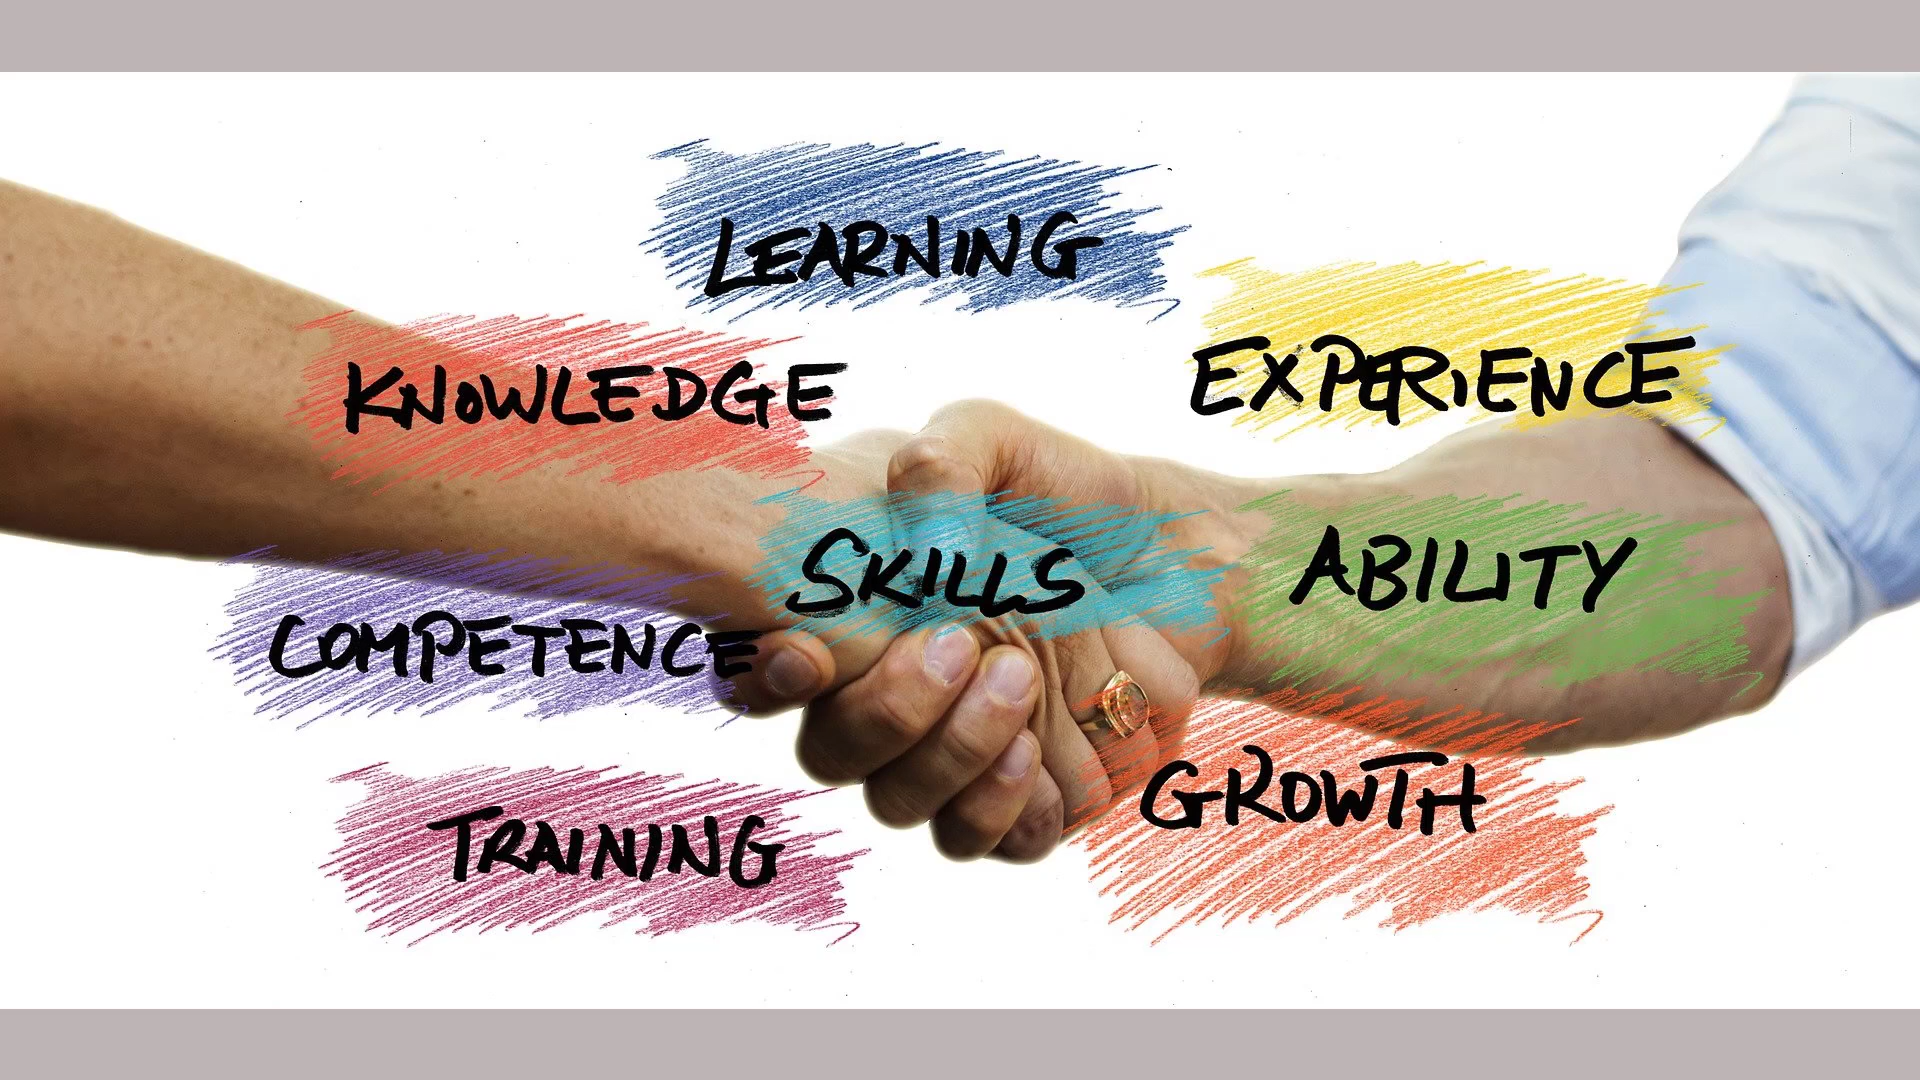 LEARNING
EXPERIENCE
KNOWLEDGE
SKILLS
ABILITY
COMPETENCE
GROWTH
TRAINING